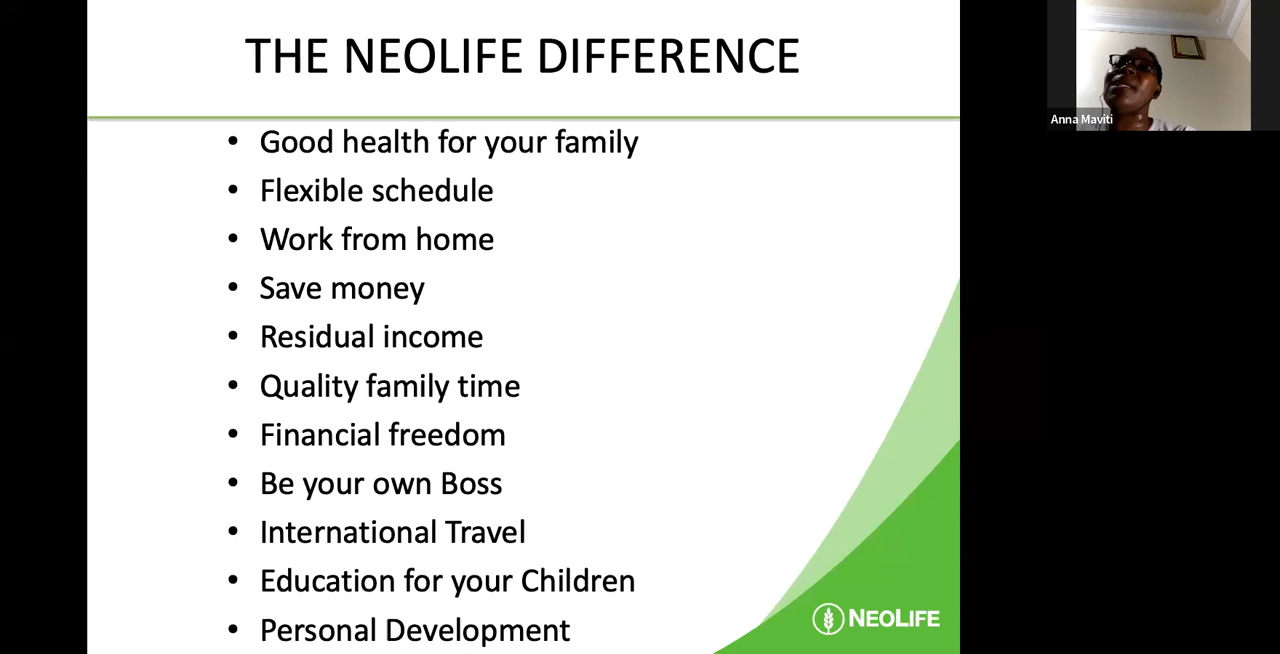 THE NEOLIFE DIFFERENCE
• Good health for your family
• Flexible schedule
• Work from home
• Save money
• Residual income
• Quality family time
• Financial freedom
• Be your own Boss
• International Travel
• Education for your Children
• Personal Development
NEOLIFE
Anna Maviti